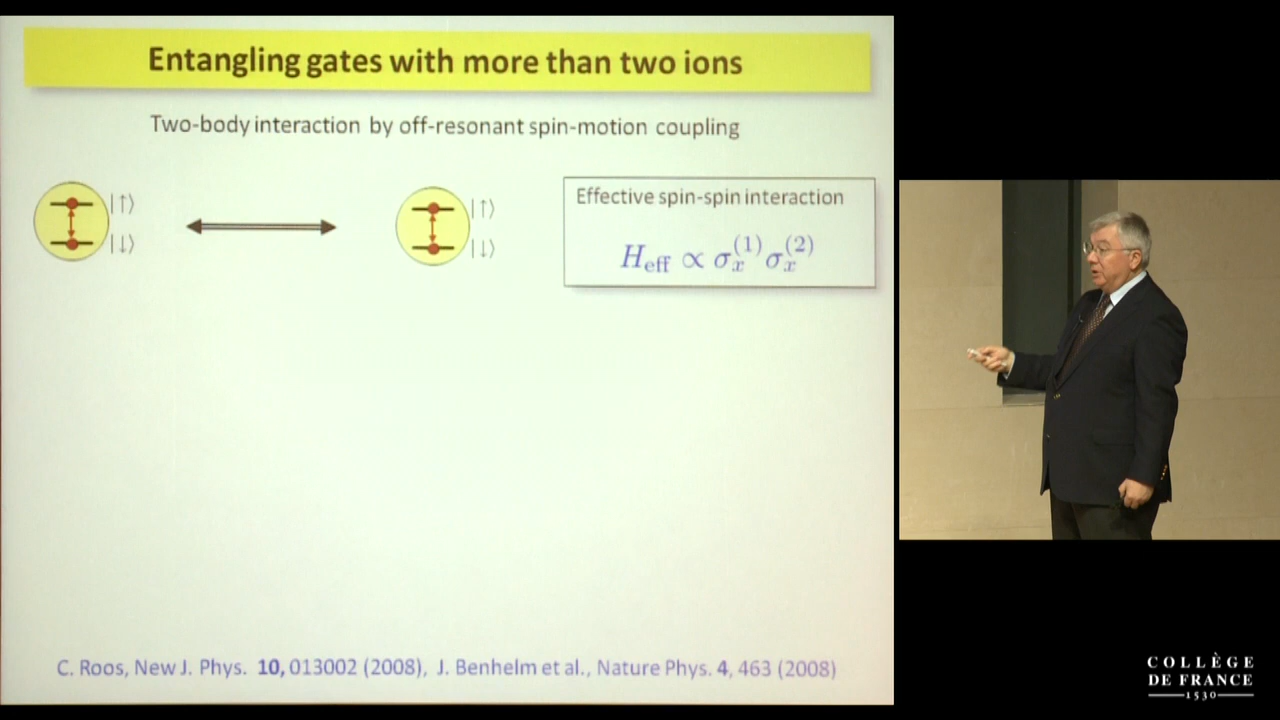 Entangling gates with more than two ions
Two-body interaction by off-resonant spin-motion coupling
|↑⟩
|↓⟩
|↑⟩
|↓⟩
Effective spin-spin interaction
H_eff ∝ σ_x^(1) σ_x^(2)
C. Roos, New J. Phys. 10, 013002 (2008), J. Benhelm et al., Nature Phys. 4, 463 (2008)
COLLÈGE
DE FRANCE
1530